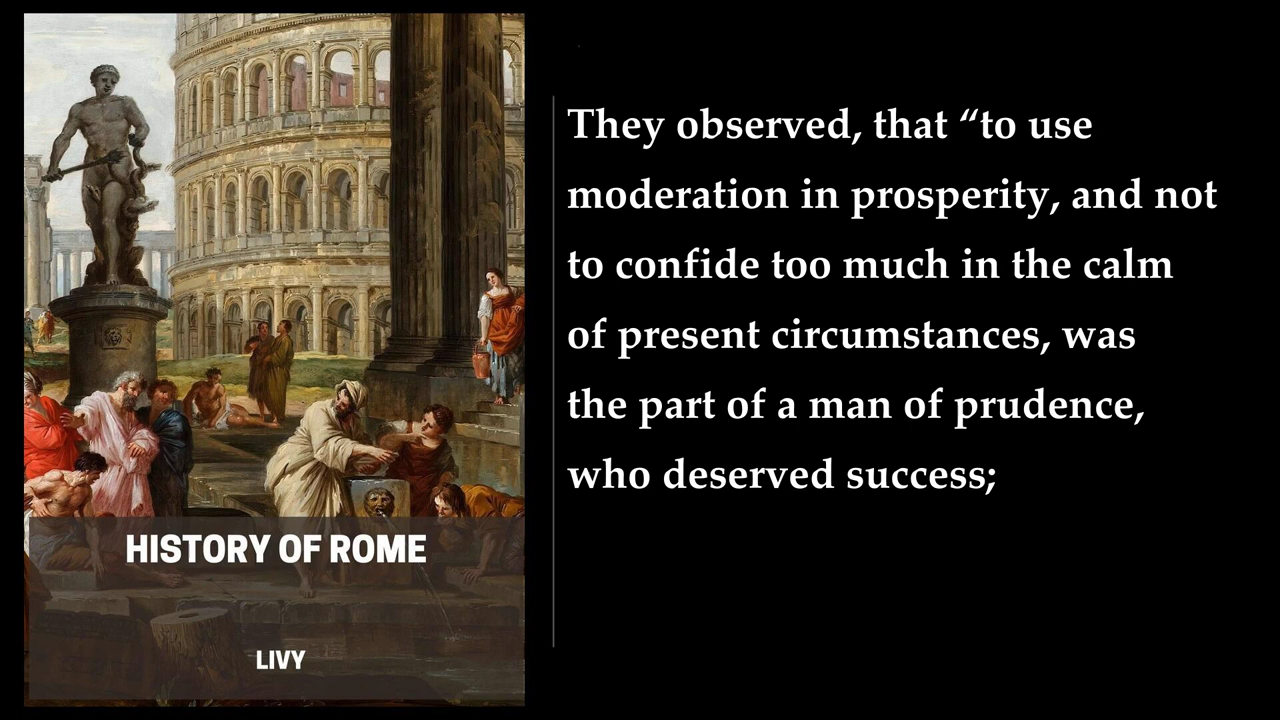 HISTORY OF ROME
LIVY
They observed, that “to use
moderation in prosperity, and not
to confide too much in the calm
of present circumstances, was
the part of a man of prudence,
who deserved success;